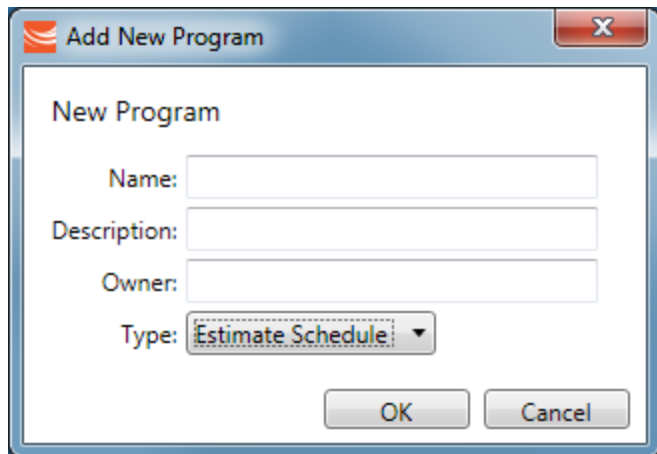 Add New Program
New Program
Name:
Description:
Owner:
Type: Estimate Schedule
OK Cancel